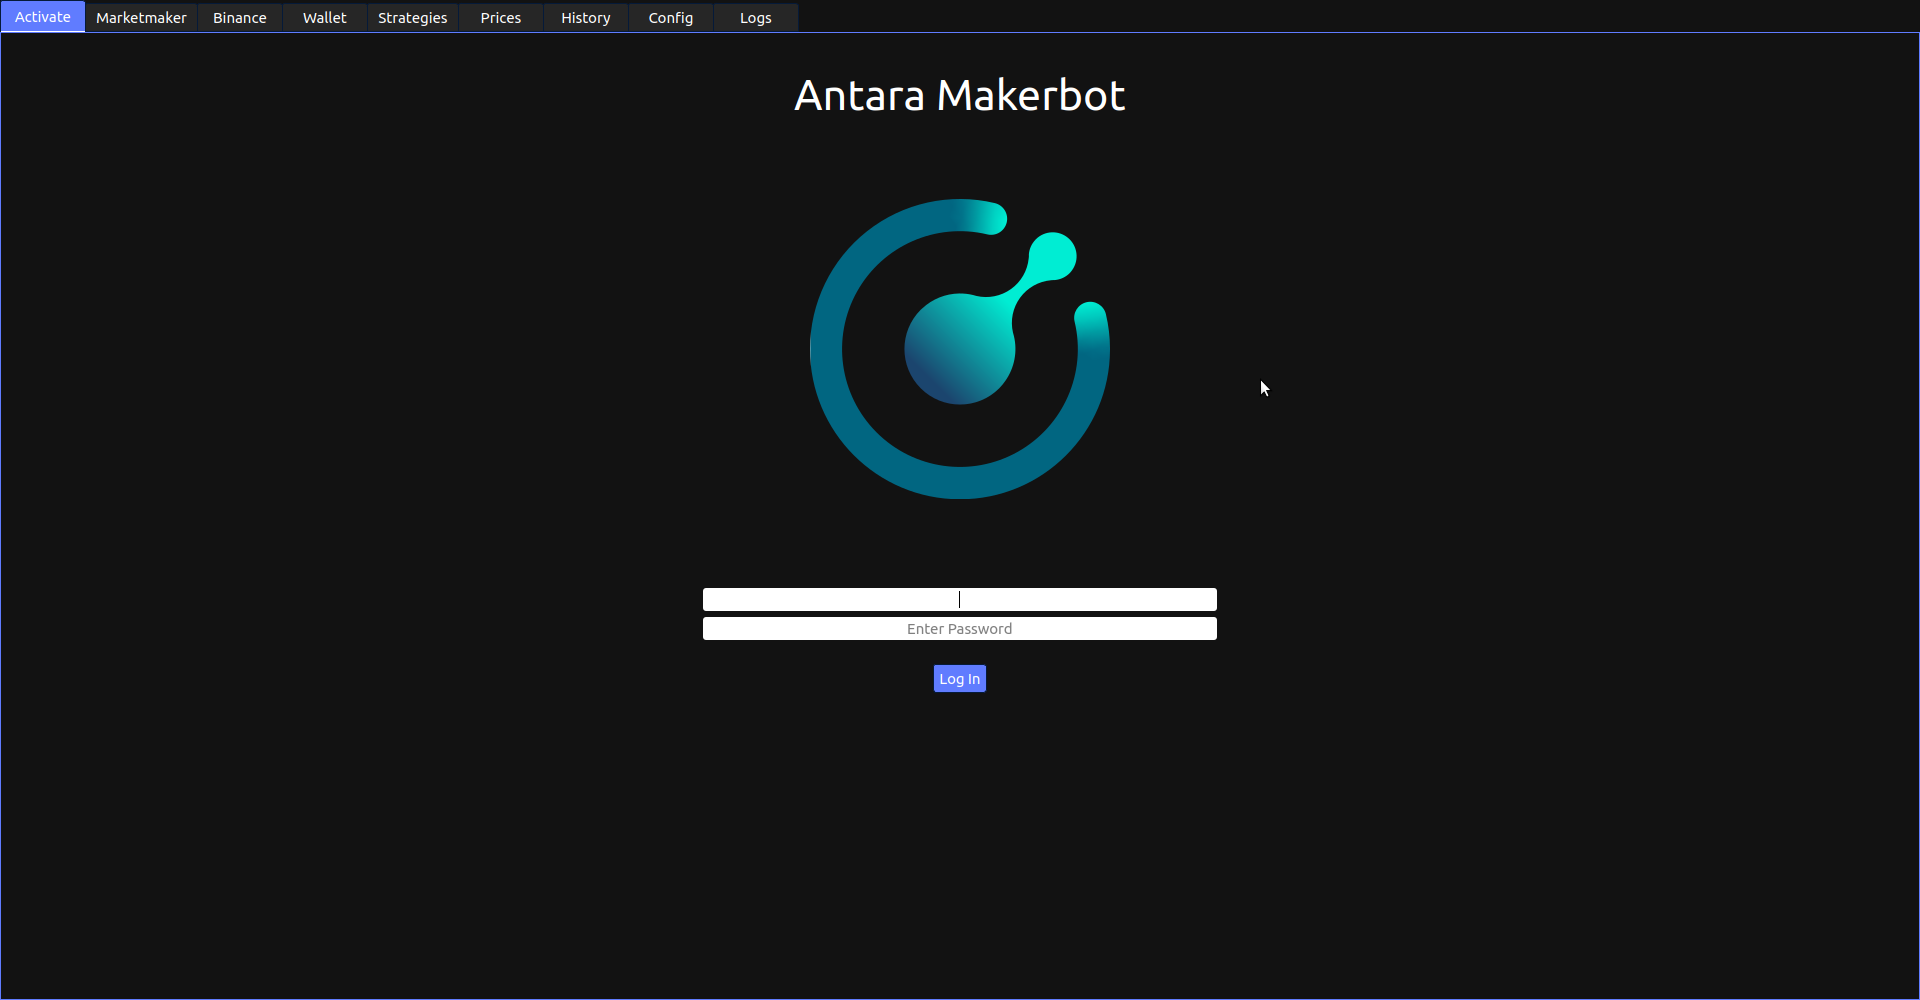 Activate Marketmaker Binance Wallet Strategies Prices History Config Logs
Antara Makerbot
Enter Password
Log In